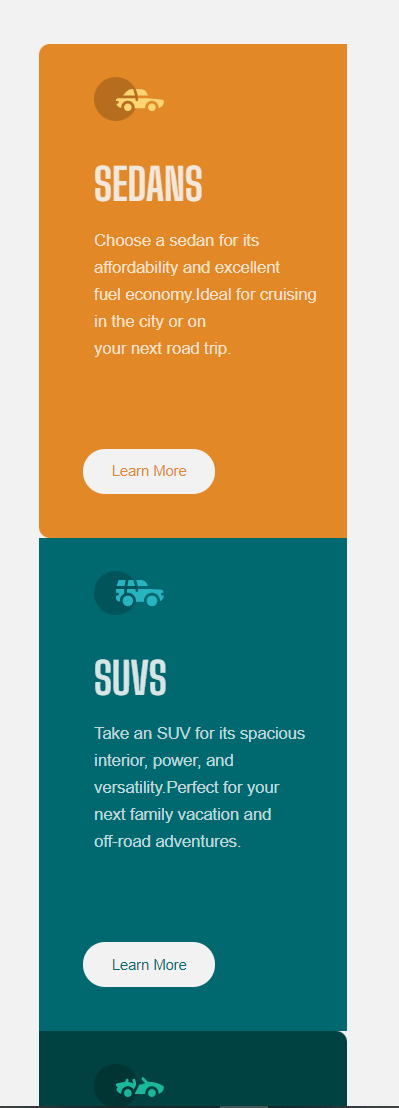 SEDANS
Choose a sedan for its
affordability and excellent
fuel economy.Ideal for cruising
in the city or on
your next road trip.
Learn More
SUVS
Take an SUV for its spacious
interior, power, and
versatility.Perfect for your
next family vacation and
off-road adventures.
Learn More